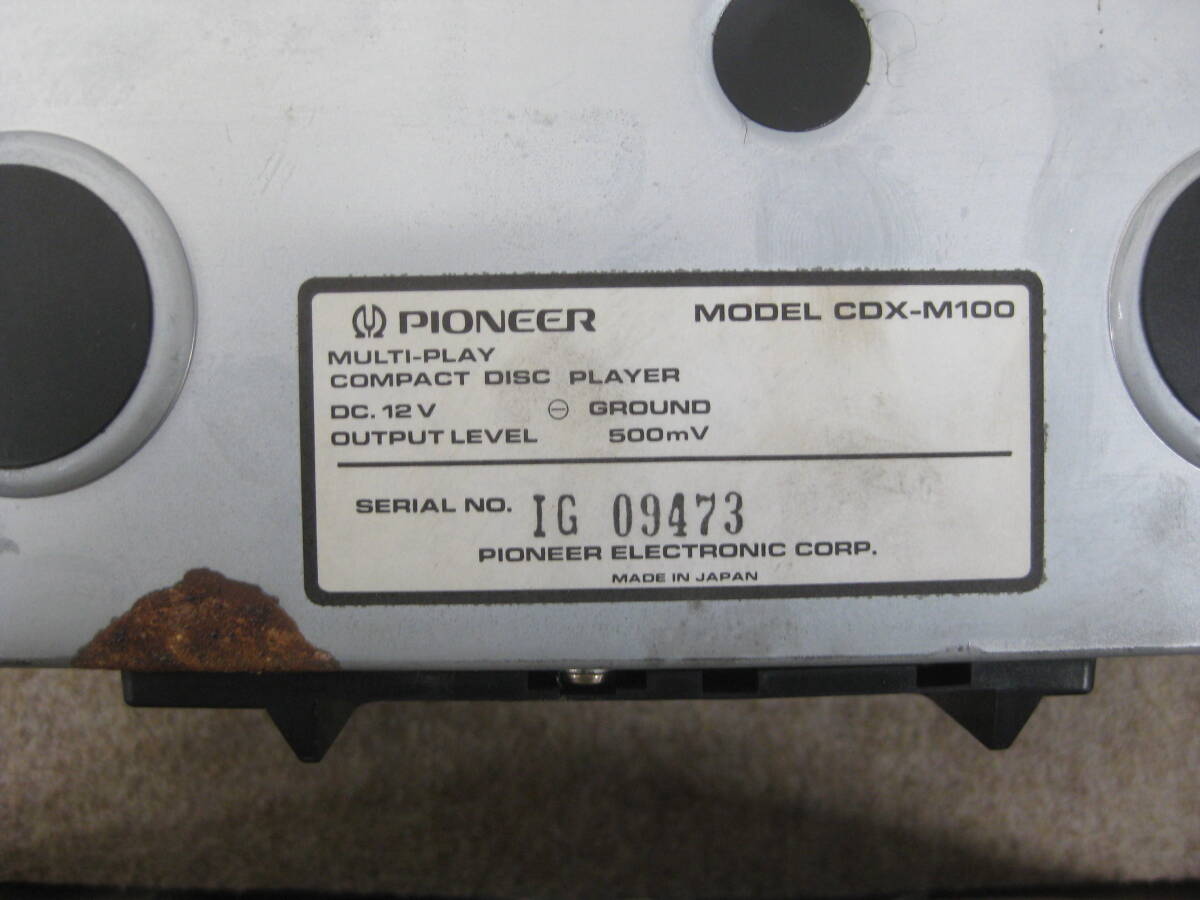 PIONEER MODEL CDX-M100
MULTI-PLAY
COMPACT DISC PLAYER
DC. 12 V ⊖ GROUND
OUTPUT LEVEL 500mV
SERIAL NO. IG 09473
PIONEER ELECTRONIC CORP.
MADE IN JAPAN